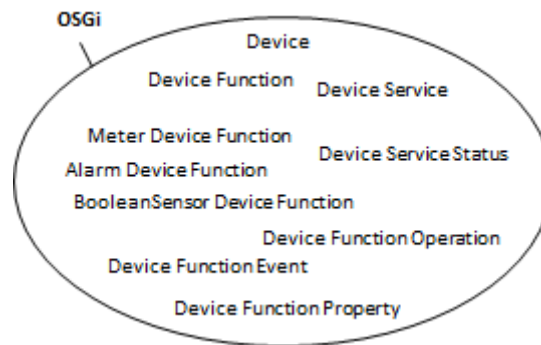 OSGi
Device
Device Function
Device Service
Meter Device Function
Device Service Status
Alarm Device Function
BooleanSensor Device Function
Device Function Operation
Device Function Event
Device Function Property